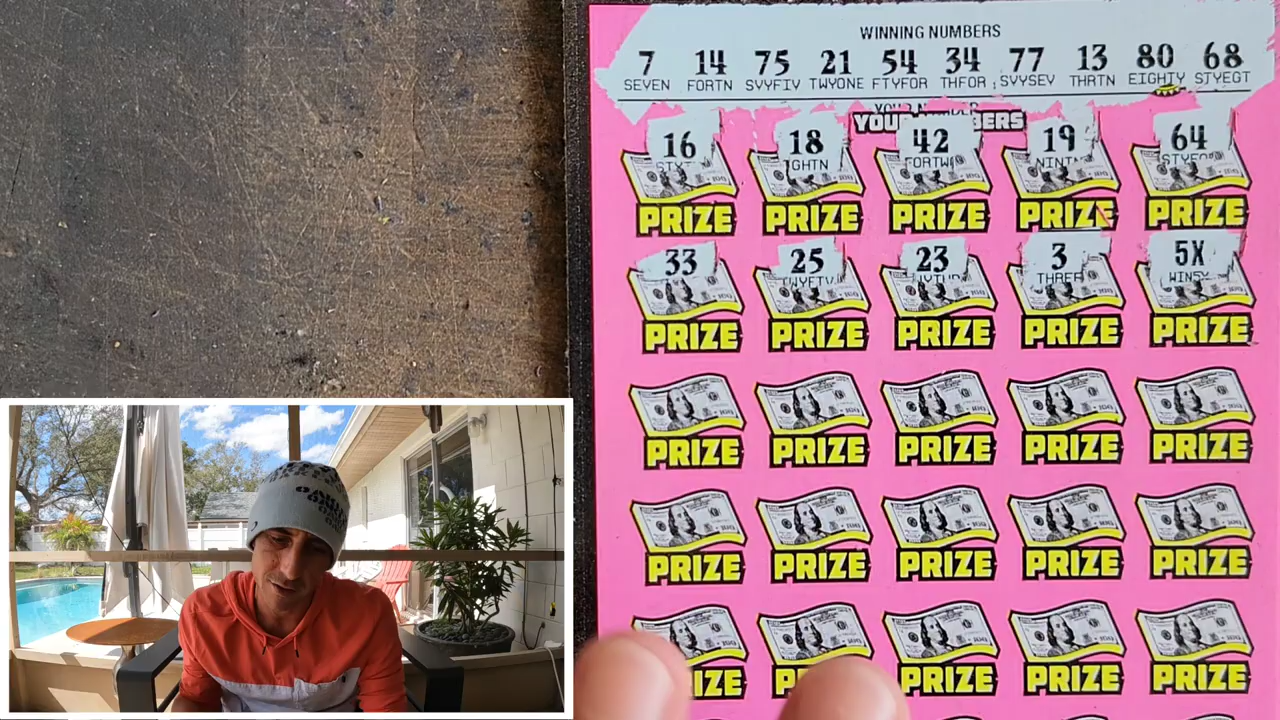 WINNING NUMBERS
7 14 75 21 54 34 77 13 80 68
SEVEN FORTN SVYFIV TWYONE FTYFOR THFOR SVYSEV THRTN EIGHTY STYEGT
16 18 42 19 64
PRIZE PRIZE PRIZE PRIZE PRIZE
33 25 23 3 5X
THREE
PRIZE PRIZE PRIZE PRIZE PRIZE
PRIZE PRIZE PRIZE PRIZE PRIZE
PRIZE PRIZE PRIZE PRIZE PRIZE
PRIZE PRIZE PRIZE PRIZE